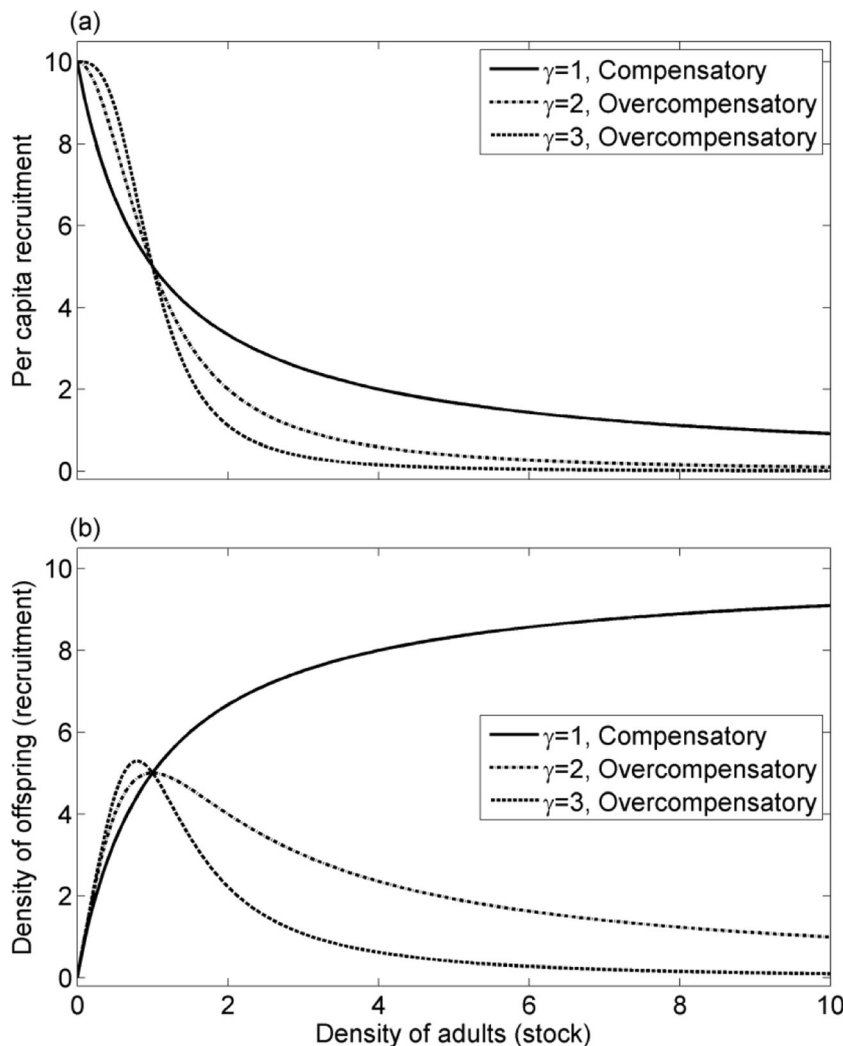 (a)
10
8
6
4
2
0
Per capita recruitment
γ=1, Compensatory
γ=2, Overcompensatory
γ=3, Overcompensatory
(b)
10
8
6
4
2
0
Density of offspring (recruitment)
γ=1, Compensatory
γ=2, Overcompensatory
γ=3, Overcompensatory
0 2 4 6 8 10
Density of adults (stock)